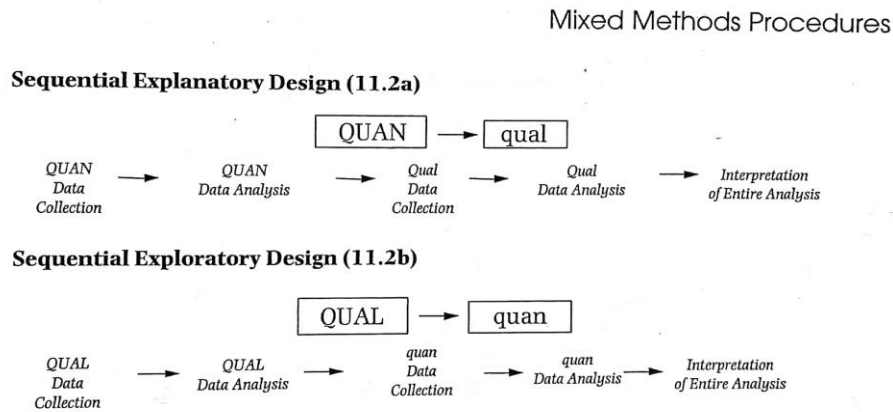 Mixed Methods Procedures
Sequential Explanatory Design (11.2a)
QUAN qual
QUAN QUAN Qual Qual Interpretation
Data Data Analysis Data Data Analysis of Entire Analysis
Collection Collection
Sequential Exploratory Design (11.2b)
QUAL quan
QUAL QUAL quan quan Interpretation
Data Data Analysis Data Data Analysis of Entire Analysis
Collection Collection